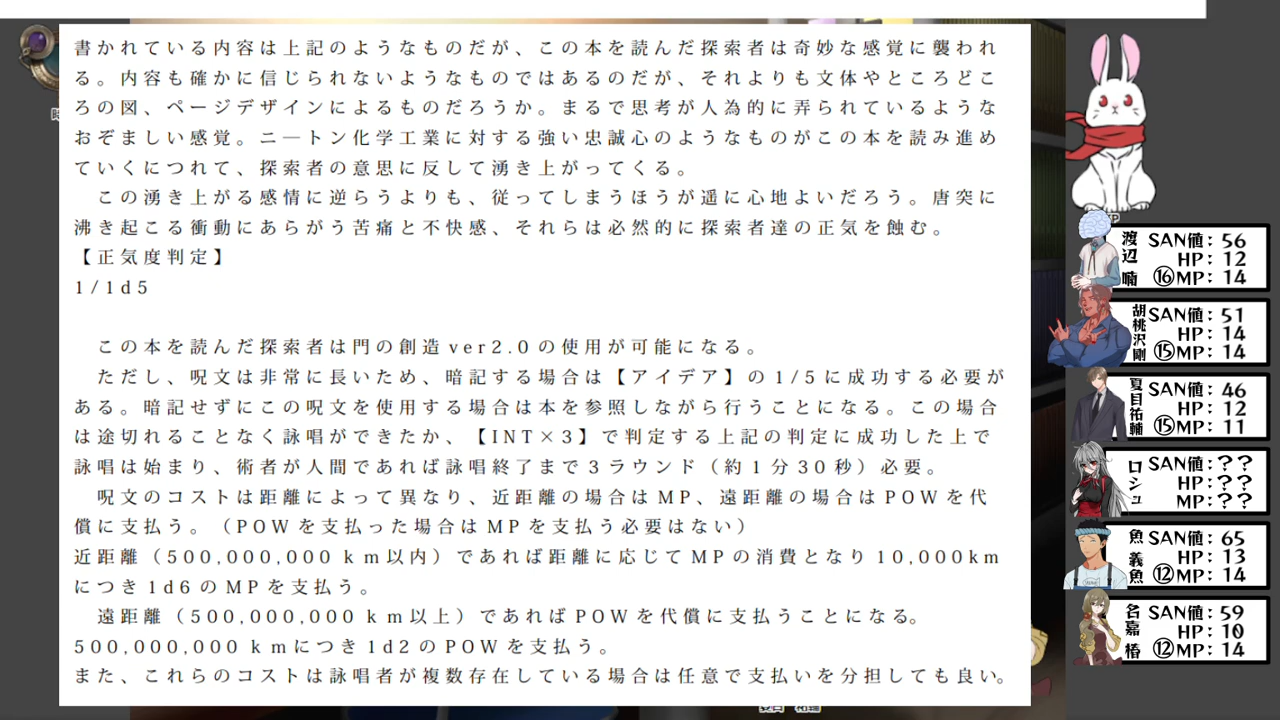 書かれている内容は上記のようなものだが、この本を読んだ探索者は奇妙な感覚に襲われ
る。内容も確かに信じられないようなものではあるのだが、それよりも文体やところどこ
ろの図、ページデザインによるものだろうか。まるで思考が人為的に弄られているような
おぞましい感覚。ニ―トン化学工業に対する強い忠誠心のようなものがこの本を読み進め
ていくにつれて、探索者の意思に反して湧き上がってくる。
この湧き上がる感情に逆らうよりも、従ってしまうほうが遥に心地よいだろう。唐突に
沸き起こる衝動にあらがう苦痛と不快感、それらは必然的に探索者達の正気を蝕む。
【正気度判定】
1/1d5
この本を読んだ探索者は門の創造ver2.0の使用が可能になる。
ただし、呪文は非常に長いため、暗記する場合は【アイデア】の1/5に成功する必要が
ある。暗記せずにこの呪文を使用する場合は本を参照しながら行うことになる。この場合
は途切れることなく詠唱ができたか、【INT×3】で判定する上記の判定に成功した上で
詠唱は始まり、術者が人間であれば詠唱終了まで3ラウンド（約1分30秒）必要。
呪文のコストは距離によって異なり、近距離の場合はMP、遠距離の場合はPOWを代
償に支払う。（POWを支払った場合はMPを支払う必要はない）
近距離（500,000,000 km以内）であれば距離に応じてMPの消費となり10,000km
につき1d6のMPを支払う。
遠距離（500,000,000 km以上）であればPOWを代償に支払うことになる。
500,000,000 kmにつき1d2のPOWを支払う。
また、これらのコストは詠唱者が複数存在している場合は任意で支払いを分担しても良い。
渡辺 喃
SAN値：56
HP：12
⑯MP：14
胡桃沢剛
SAN値：51
HP：14
⑮MP：14
夏目祐輔
SAN値：46
HP：12
⑮MP：11
ロシュ
SAN値：？？
HP：？？
MP：？？
魚 義魚
SAN値：65
HP：13
⑫MP：14
名嘉 椿
SAN値：59
HP：10
⑫MP：14